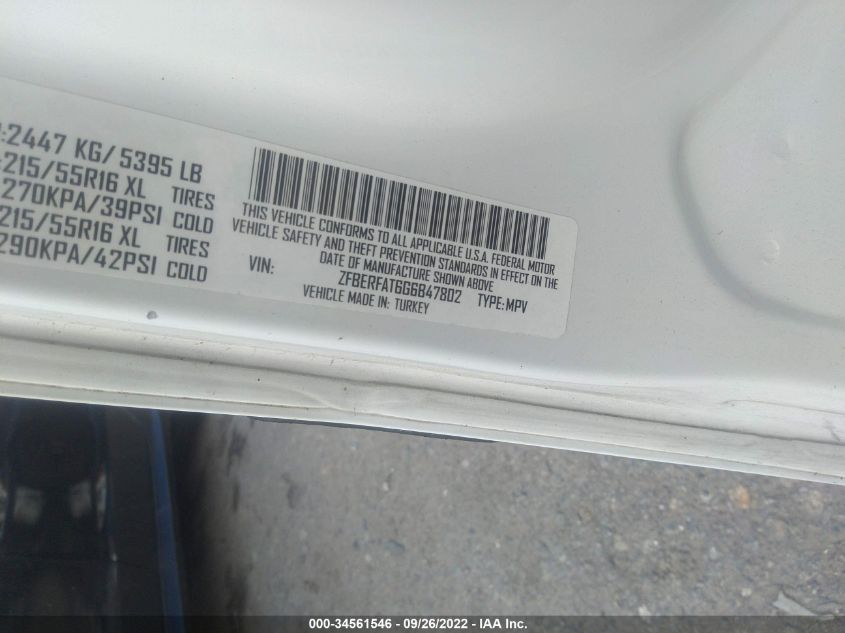 :2447 KG/ 5395 LB
215/55R16 XL TIRES
270KPA/39PSI COLD
215/55R16 XL TIRES
290KPA/42PSI COLD
THIS VEHICLE CONFORMS TO ALL APPLICABLE U.S.A. FEDERAL MOTOR
VEHICLE SAFETY AND THEFT PREVENTION STANDARDS IN EFFECT ON THE
DATE OF MANUFACTURE SHOWN ABOVE
VIN: ZFBERFAT6G6B47802 TYPE:MPV
VEHICLE MADE IN: TURKEY
000-34561546 - 09/26/2022 - IAA Inc.